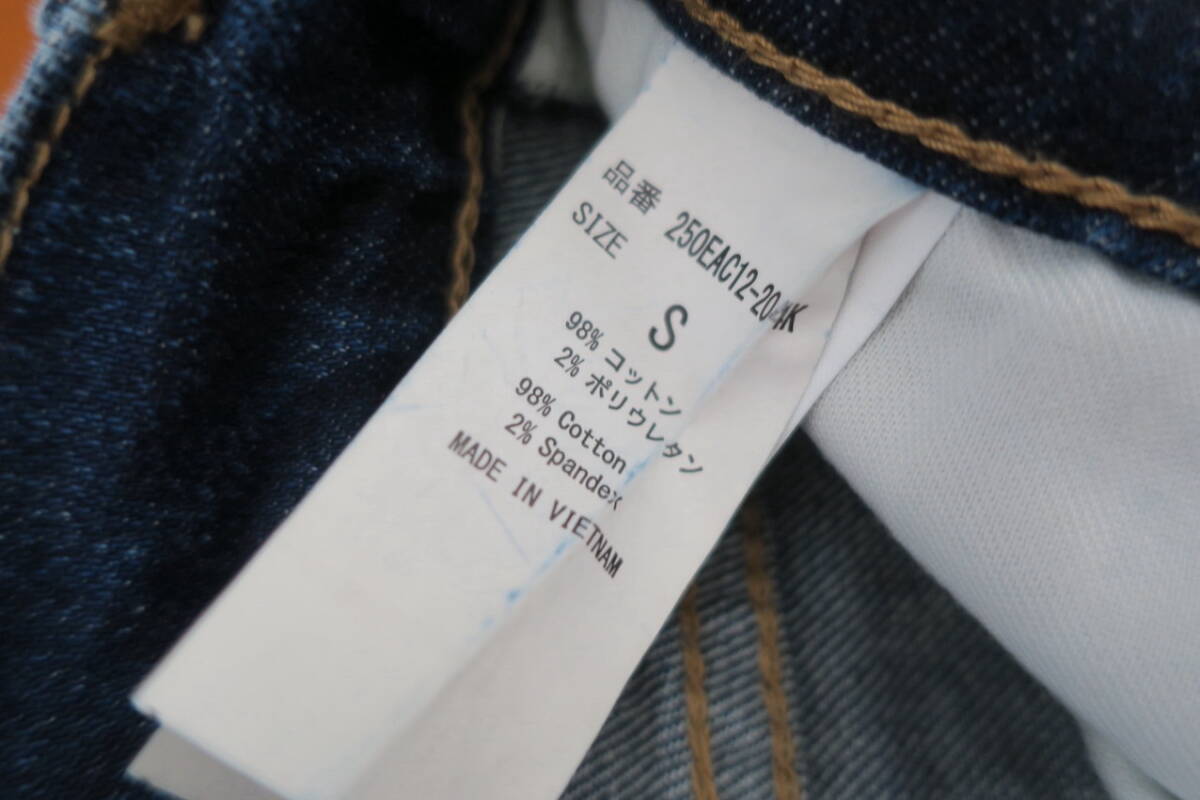 品番 250EAC12-204K
SIZE
S
98% コットン
2% ポリウレタン
98% Cotton
2% Spandex
MADE IN VIETNAM